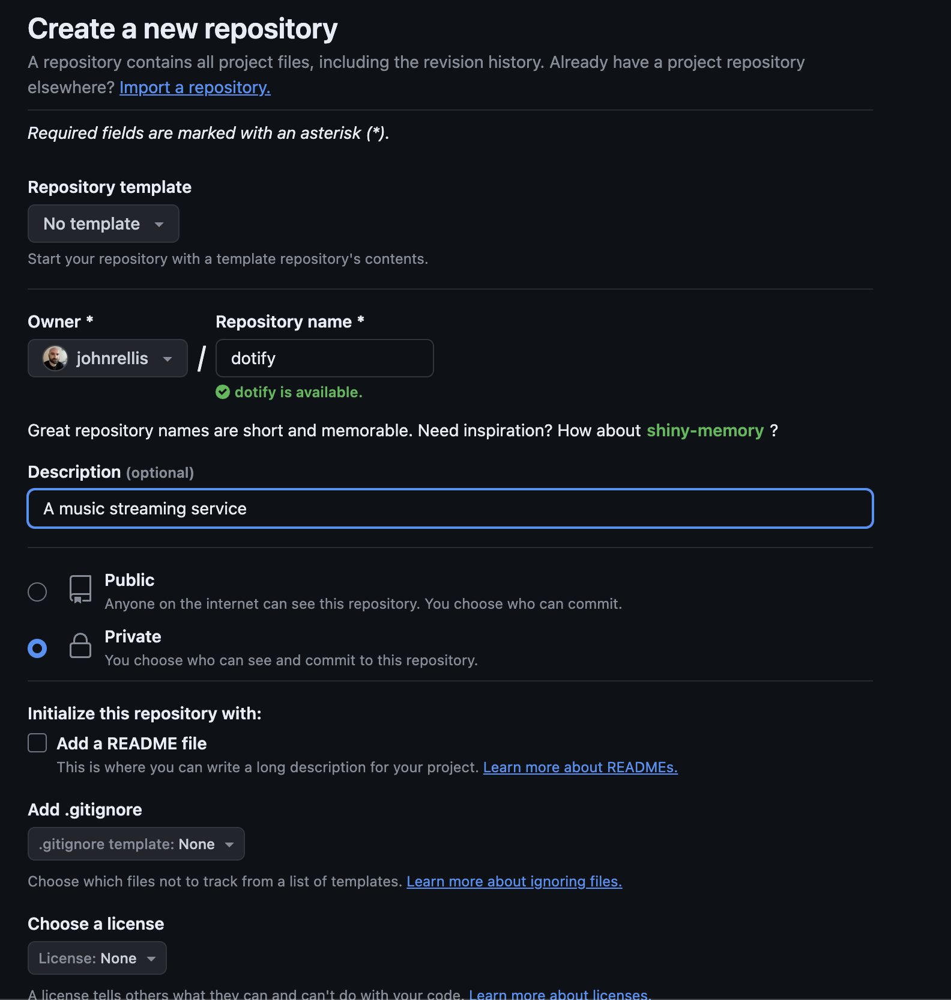 Create a new repository
A repository contains all project files, including the revision history. Already have a project repository
elsewhere? Import a repository.
Required fields are marked with an asterisk (*).
Repository template
No template
Start your repository with a template repository's contents.
Owner * Repository name *
johnrellis / dotify
dotify is available.
Great repository names are short and memorable. Need inspiration? How about shiny-memory ?
Description (optional)
A music streaming service
Public
Anyone on the internet can see this repository. You choose who can commit.
Private
You choose who can see and commit to this repository.
Initialize this repository with:
Add a README file
This is where you can write a long description for your project. Learn more about READMEs.
Add .gitignore
.gitignore template: None
Choose which files not to track from a list of templates. Learn more about ignoring files.
Choose a license
License: None
A license tells others what they can and can't do with your code. Learn more about licenses.